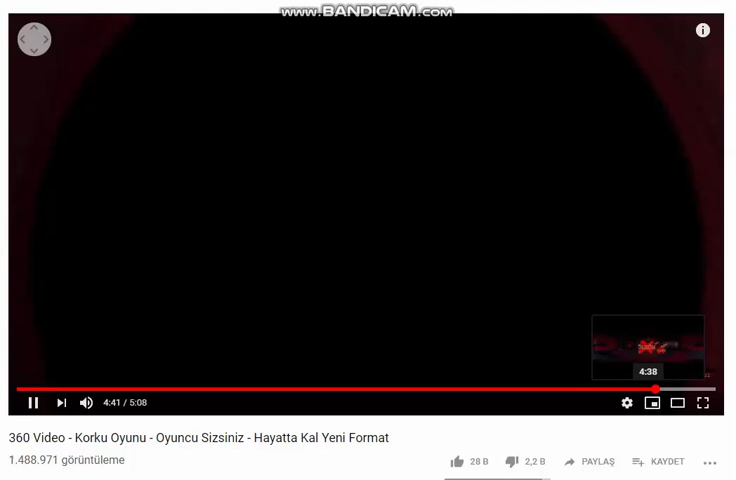 www.BANDICAM.com
4:38
4:41 / 5:08
360 Video - Korku Oyunu - Oyuncu Sizsiniz - Hayatta Kal Yeni Format
1.488.971 görüntüleme
28 B
2,2 B
PAYLAŞ
KAYDET